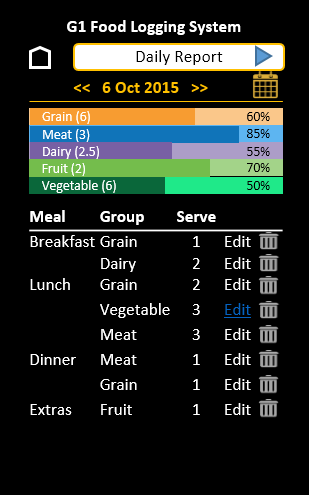 G1 Food Logging System
Daily Report
<< 6 Oct 2015 >>
Grain (6) 60%
Meat (3) 85%
Dairy (2.5) 55%
Fruit (2) 70%
Vegetable (6) 50%
Meal Group Serve
Breakfast Grain 1 Edit
Dairy 2 Edit
Lunch Grain 2 Edit
Vegetable 3 Edit
Meat 3 Edit
Dinner Meat 1 Edit
Grain 1 Edit
Extras Fruit 1 Edit